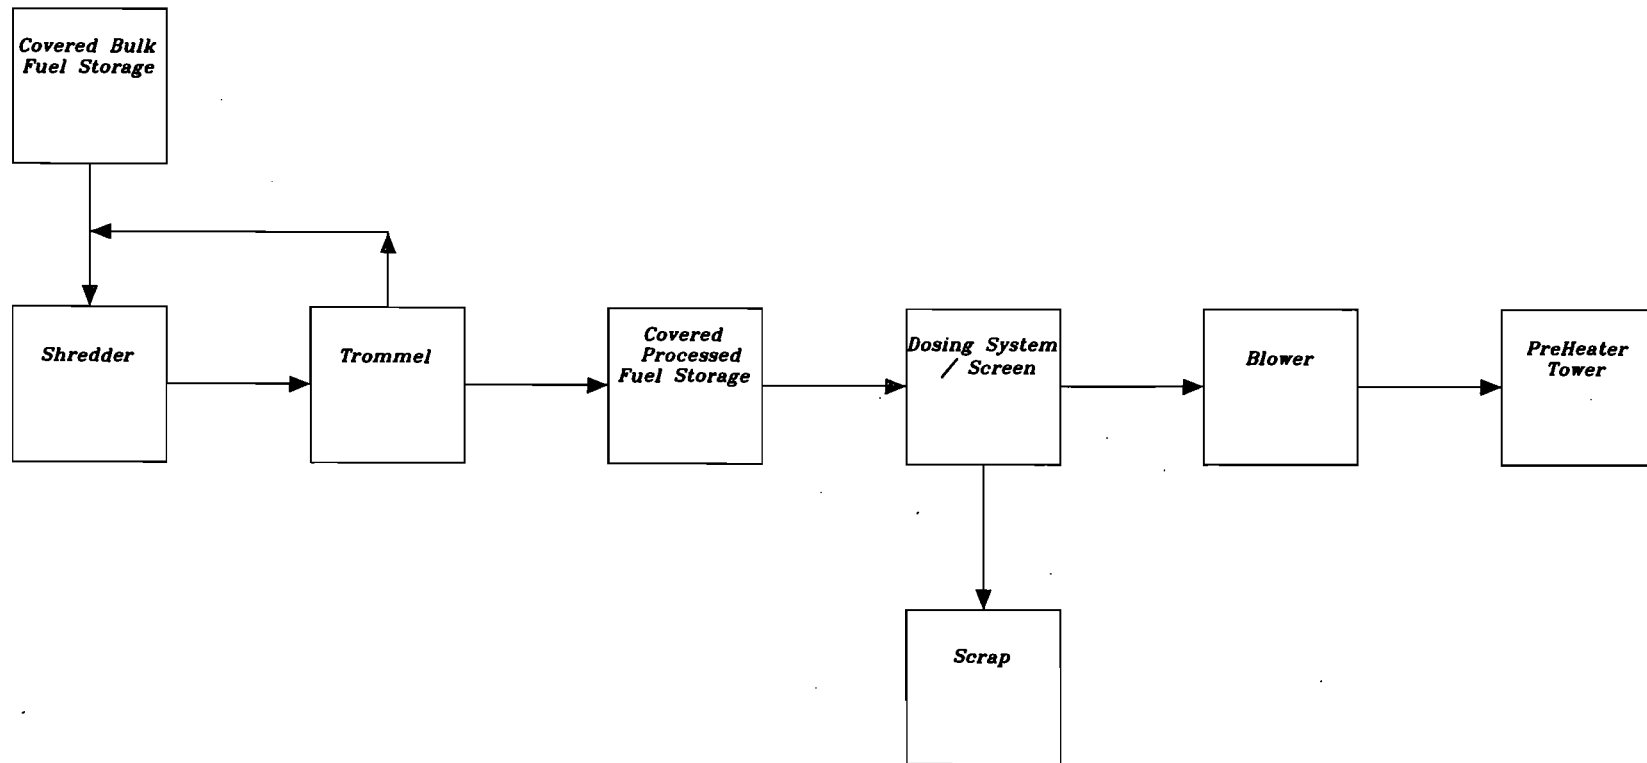 Covered Bulk
Fuel Storage
Shredder
Trommel
Covered
Processed
Fuel Storage
Dosing System
/ Screen
Blower
PreHeater
Tower
Scrap